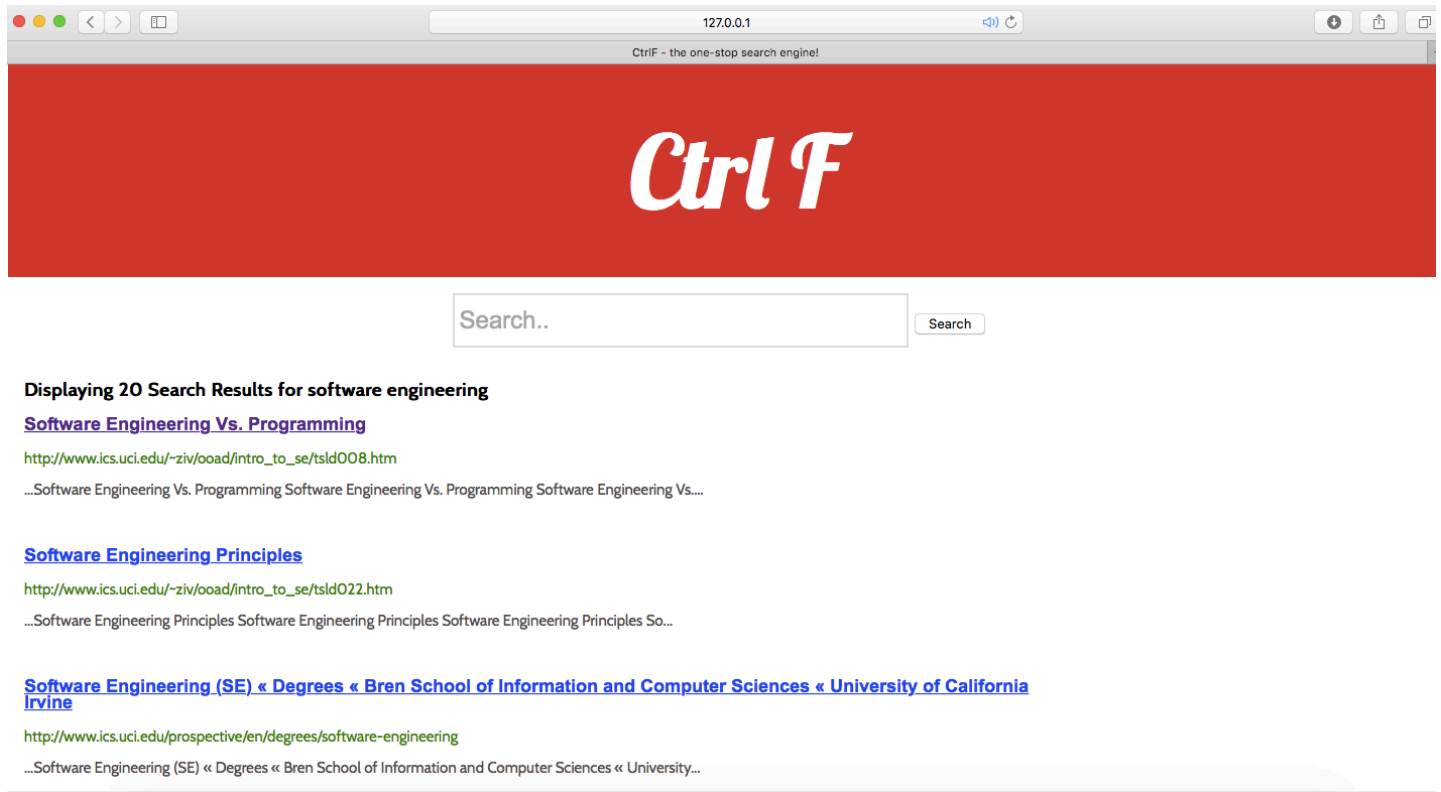 127.0.0.1
CtrlF - the one-stop search engine!
Ctrl F
Search..
Search
Displaying 20 Search Results for software engineering
Software Engineering Vs. Programming
http://www.ics.uci.edu/~ziv/ooad/intro_to_se/tsld008.htm
...Software Engineering Vs. Programming Software Engineering Vs. Programming Software Engineering Vs....
Software Engineering Principles
http://www.ics.uci.edu/~ziv/ooad/intro_to_se/tsld022.htm
...Software Engineering Principles Software Engineering Principles Software Engineering Principles So...
Software Engineering (SE) « Degrees « Bren School of Information and Computer Sciences « University of California
Irvine
http://www.ics.uci.edu/prospective/en/degrees/software-engineering
...Software Engineering (SE) « Degrees « Bren School of Information and Computer Sciences « University...